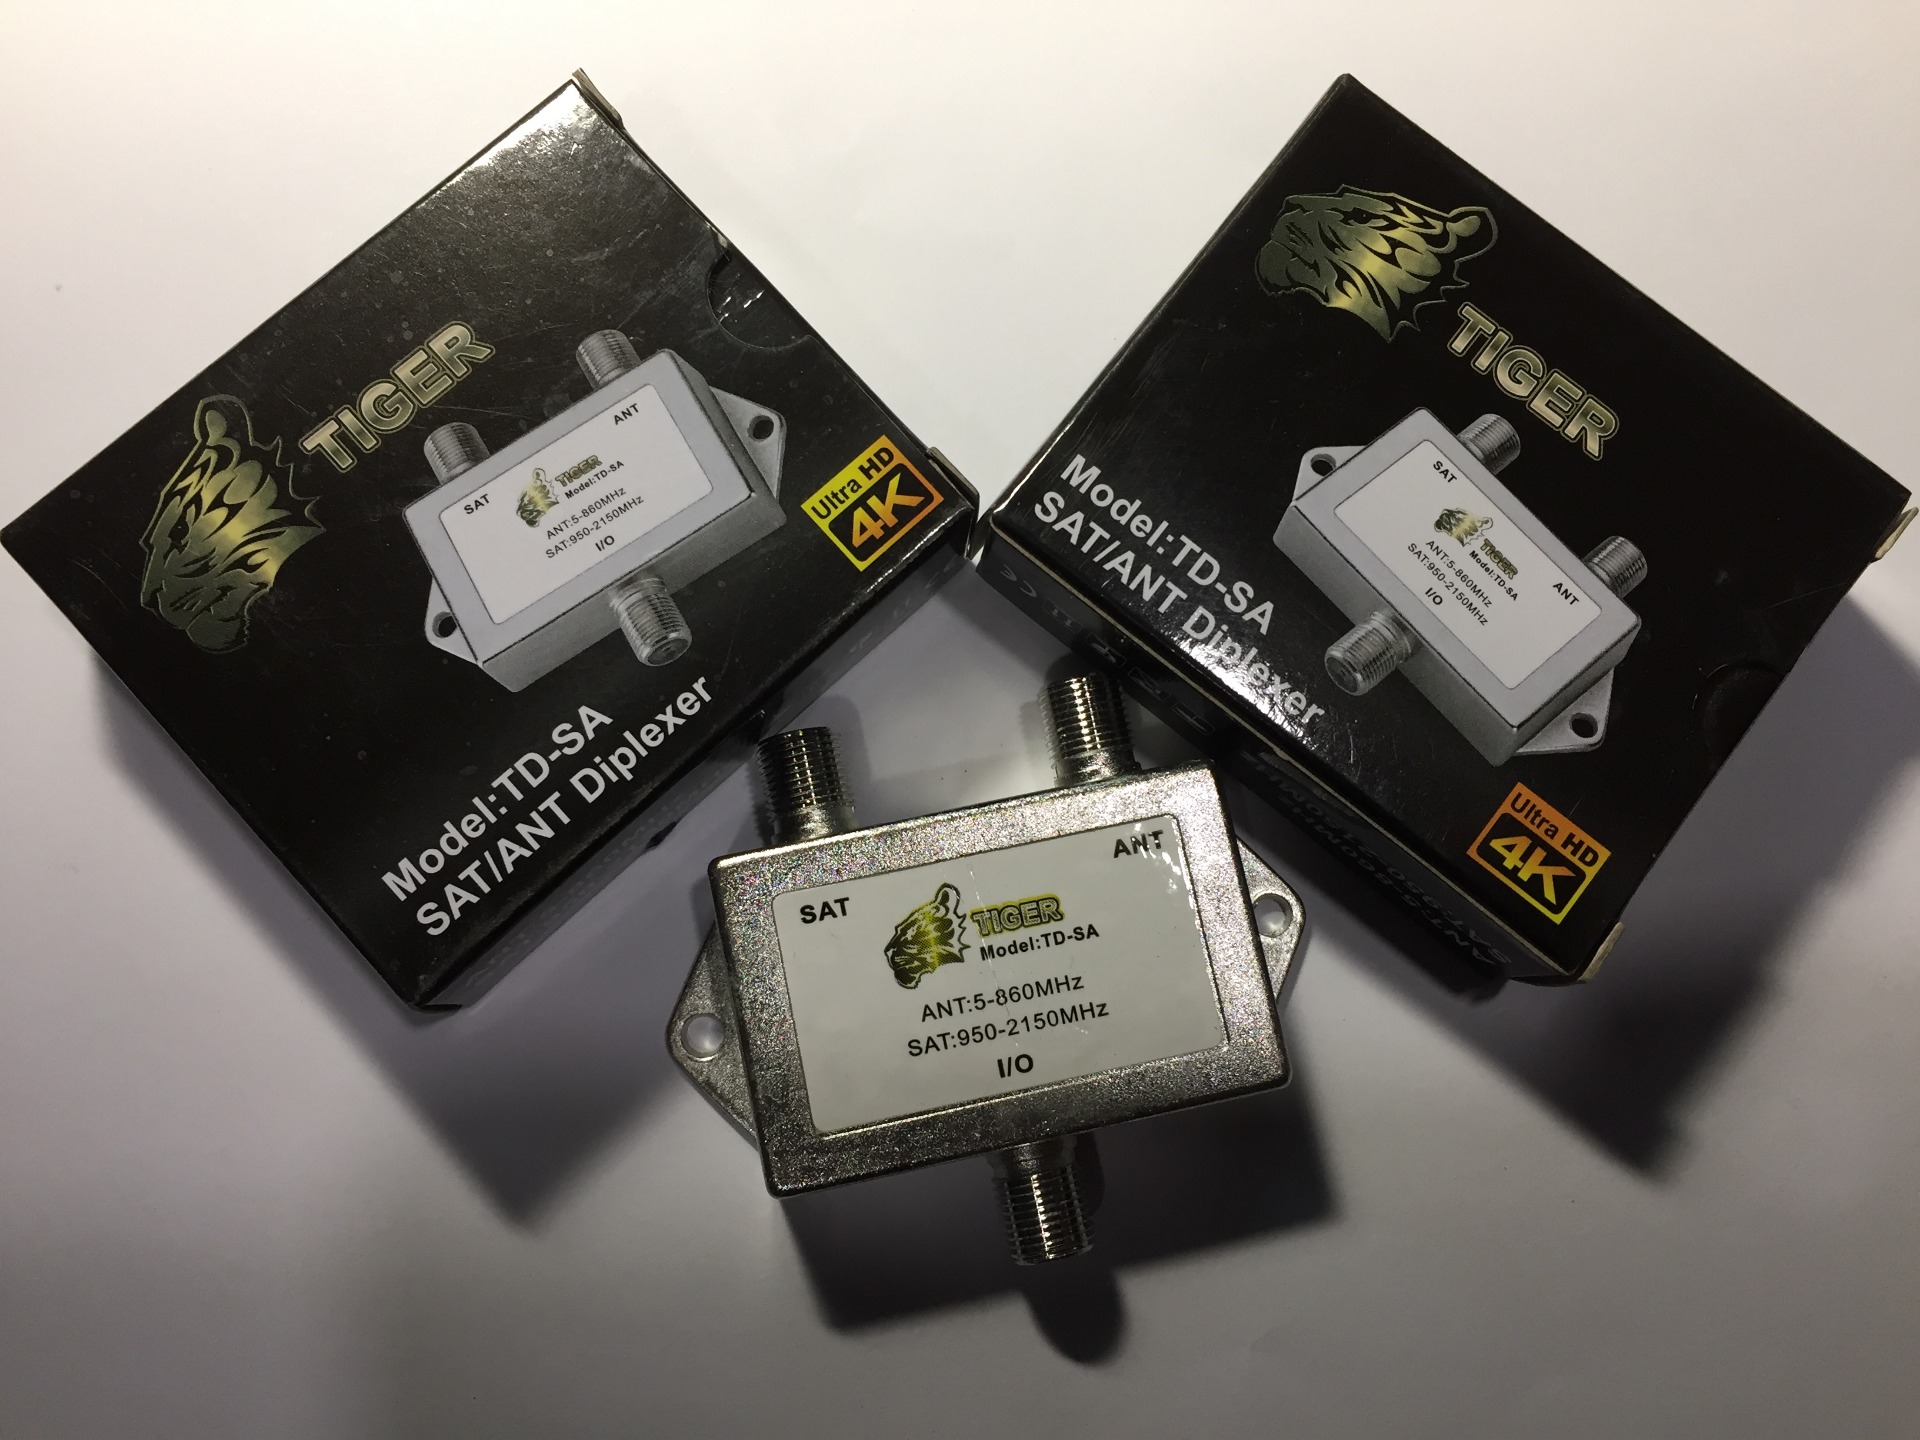 TIGER
SAT
ANT
TIGER
Model:TD-SA
ANT:5-860MHz
SAT:950-2150MHz
I/O
Ultra HD
4K
Model:TD-SA
SAT/ANT Diplexer
TIGER
Model:TD-SA
SAT/ANT Diplexer
SAT
ANT
TIGER
Model:TD-SA
ANT:5-860MHz
SAT:950-2150MHz
I/O
Ultra HD
4K
SAT
ANT
TIGER
Model:TD-SA
ANT:5-860MHz
SAT:950-2150MHz
I/O